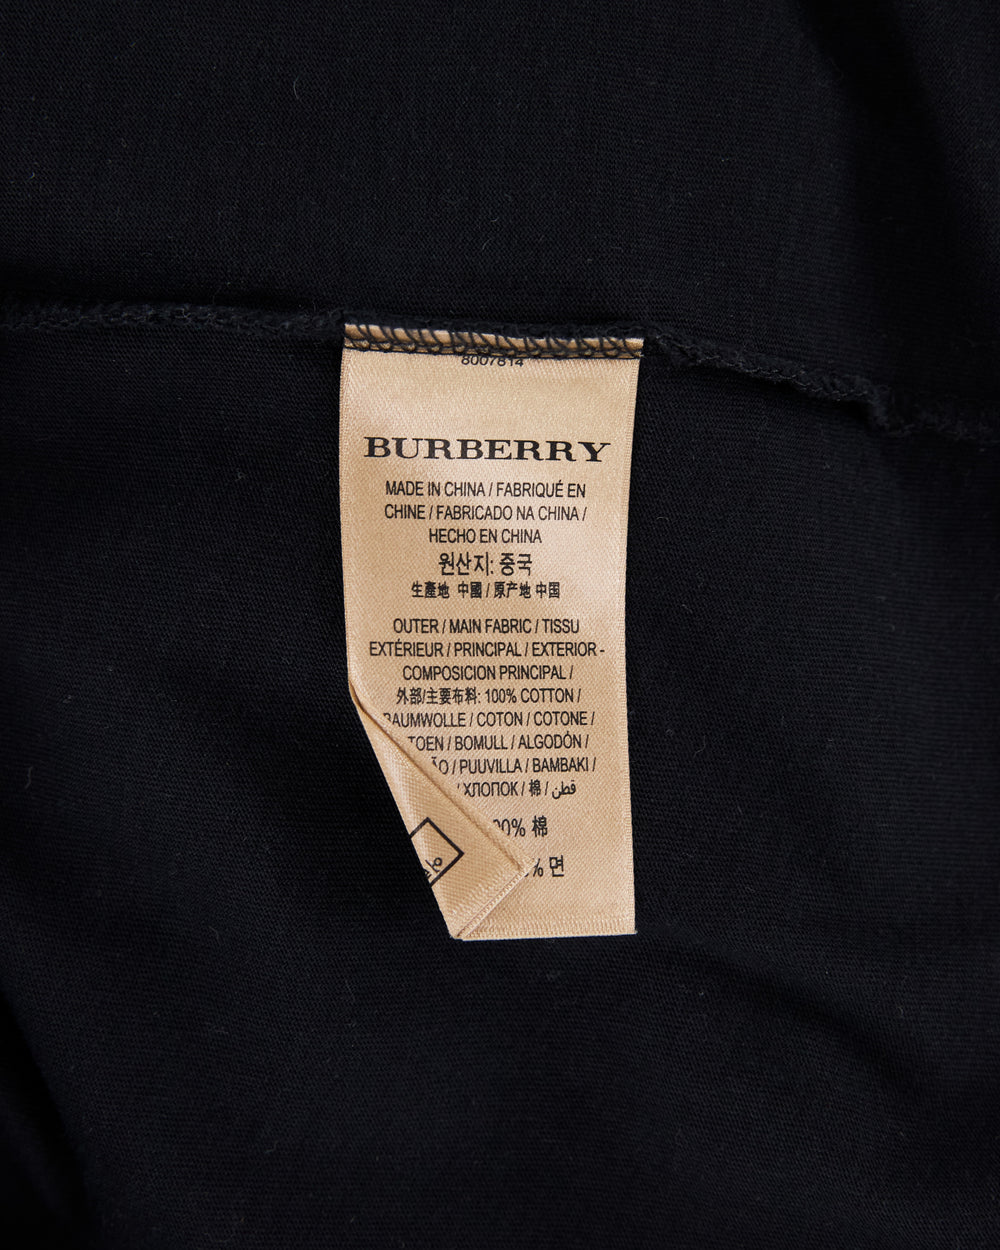 8007814
BURBERRY
MADE IN CHINA / FABRIQUÉ EN
CHINE / FABRICADO NA CHINA /
HECHO EN CHINA
원산지: 중국
生產地 中國 / 原产地 中国
OUTER / MAIN FABRIC / TISSU
EXTÉRIEUR / PRINCIPAL / EXTERIOR -
COMPOSICION PRINCIPAL /
外部/主要布料: 100% COTTON /
BAUMWOLLE / COTON / COTONE /
/ BOMULL / ALGODÓN /
/ PUUVILLA / BAMBAKI /
/ ХЛОПОК / 棉 / قطن
棉
면